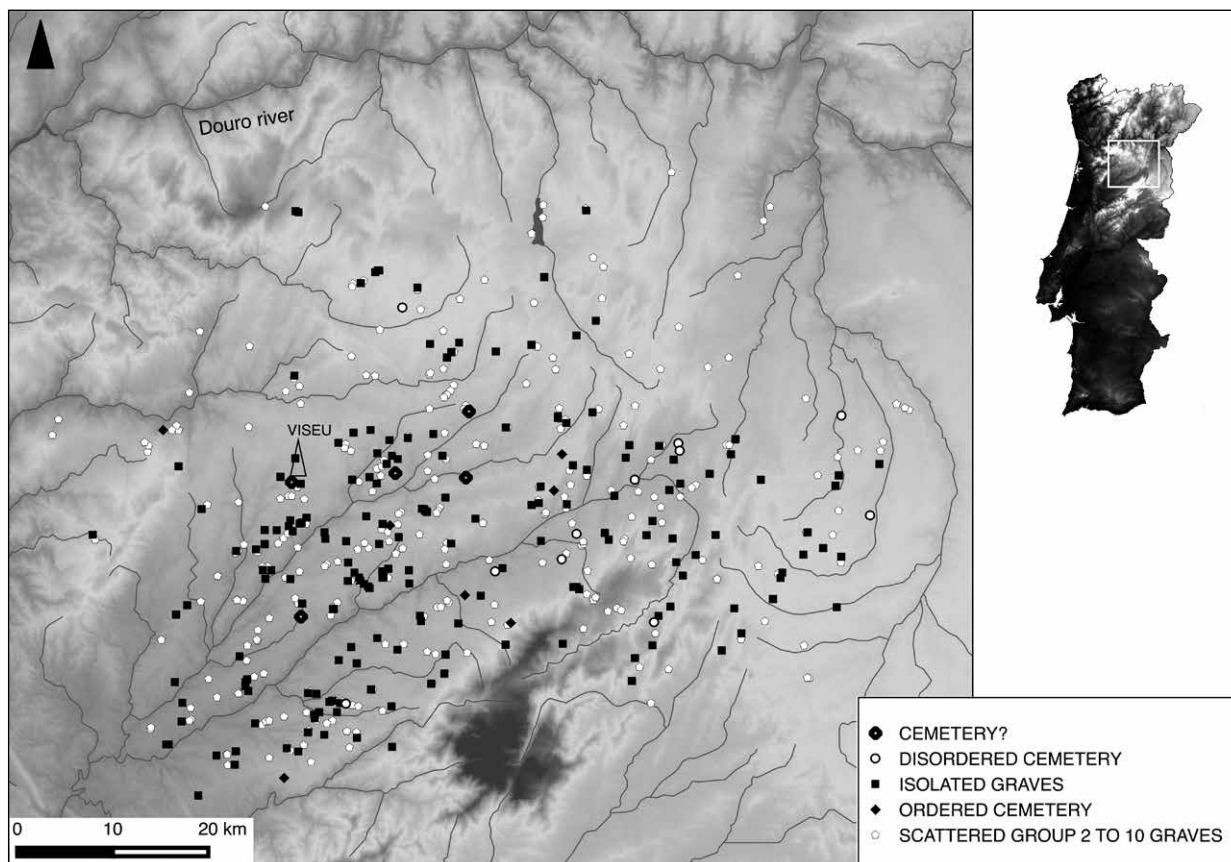 Douro river
VISEU
CEMETERY?
DISORDERED CEMETERY
ISOLATED GRAVES
ORDERED CEMETERY
SCATTERED GROUP 2 TO 10 GRAVES
0 10 20 km